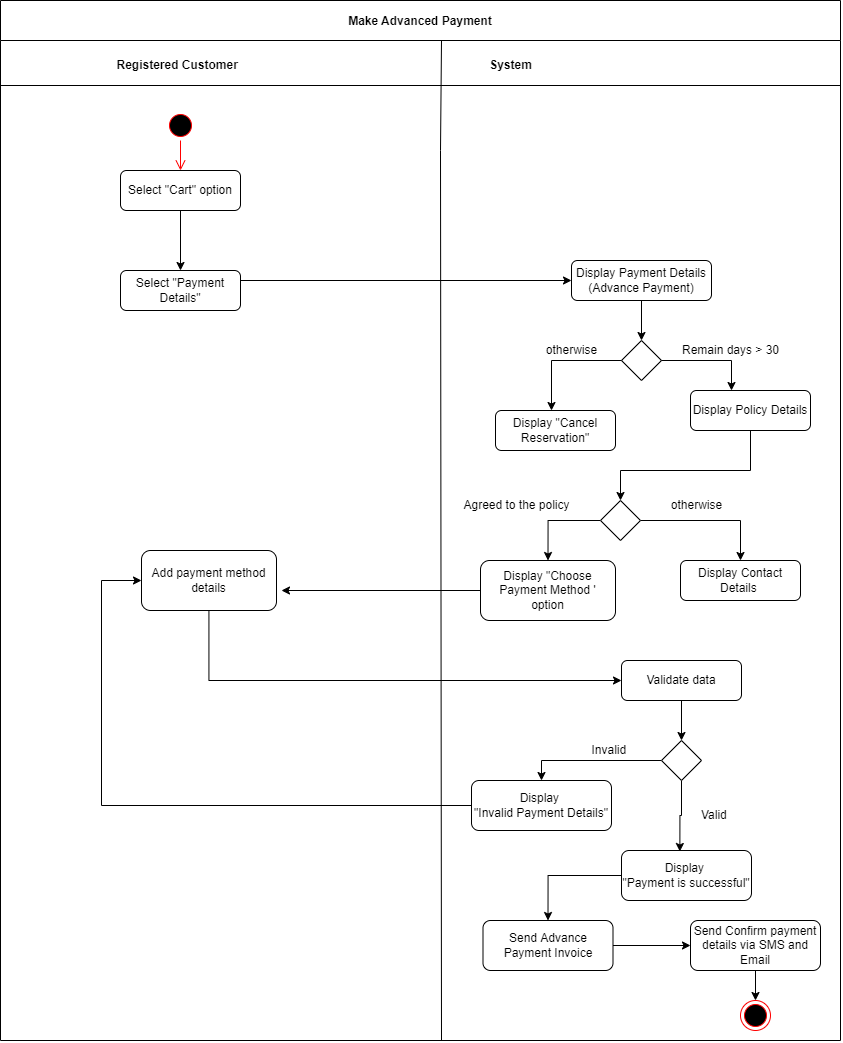 Make Advanced Payment
Registered Customer
System
Select "Cart" option
Select "Payment
Details"
Display Payment Details
(Advance Payment)
otherwise
Remain days > 30
Display Policy Details
Display "Cancel
Reservation"
Agreed to the policy
otherwise
Add payment method
details
Display "Choose
Payment Method '
option
Display Contact
Details
Validate data
Invalid
Display
"Invalid Payment Details"
Valid
Display
"Payment is successful"
Send Advance
Payment Invoice
Send Confirm payment
details via SMS and
Email